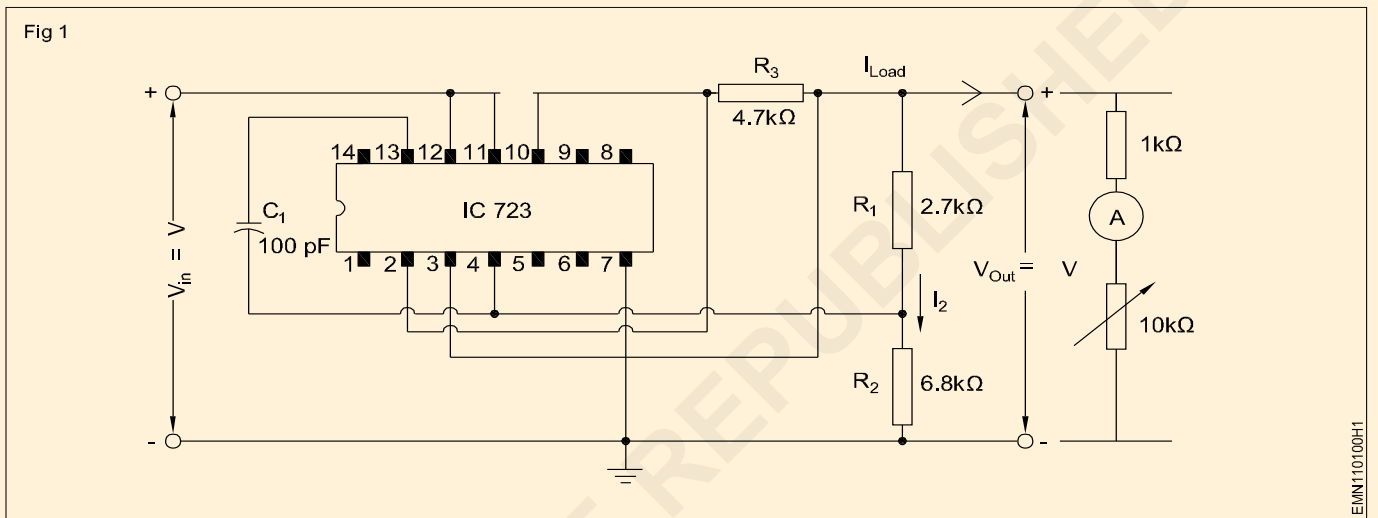 Fig 1
R3
ILoad
+
+
4.7kΩ
1kΩ
14 13 12 11 10 9 8
C1
100 pF
IC 723
R1
2.7kΩ
A
Vin = V
VOut = V
1 2 3 4 5 6 7
I2
10kΩ
R2
6.8kΩ
-
-
EMN110100H1
E REPUBLISHE